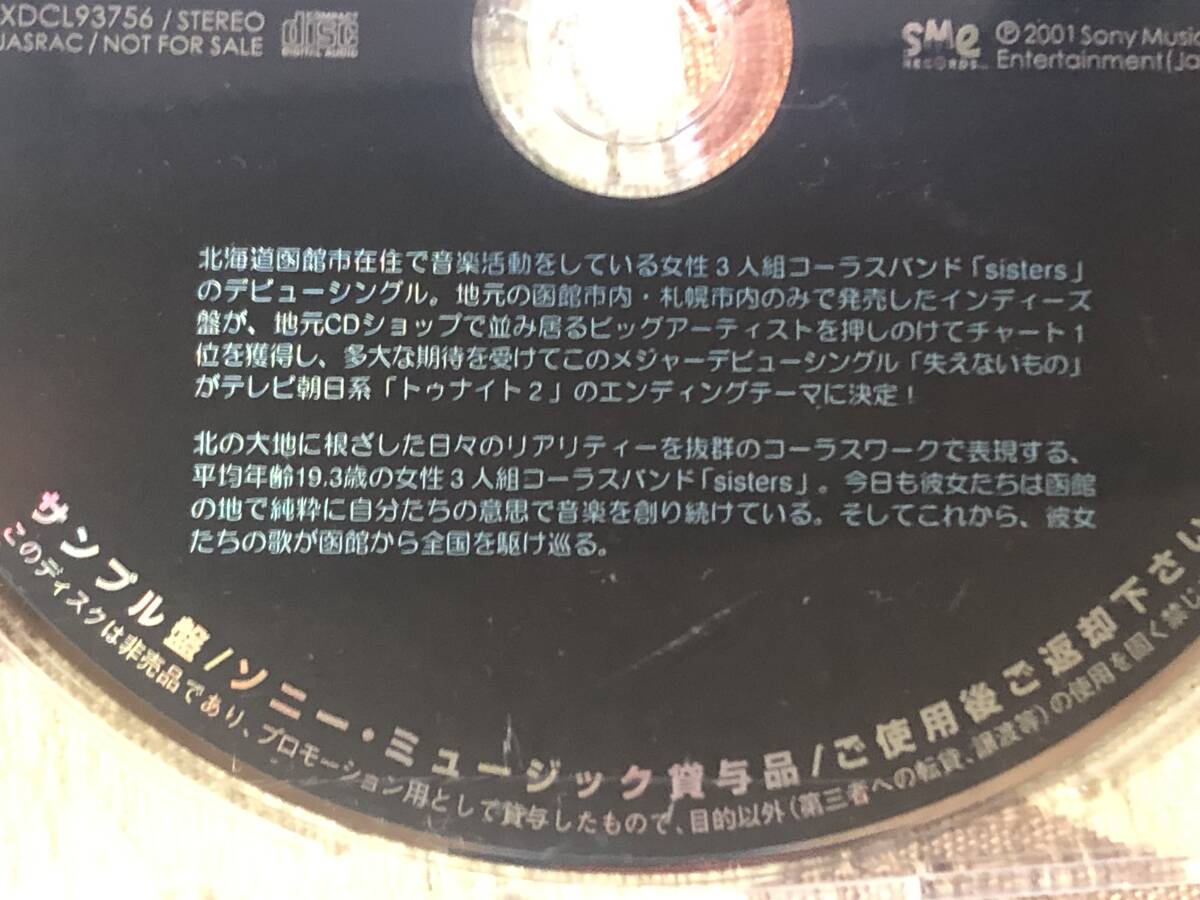 XDCL93756 / STEREO
JASRAC / NOT FOR SALE
disc
DIGITAL AUDIO
SMe
RECORDS
Ⓟ2001 Sony Music
Entertainment(Ja
北海道函館市在住で音楽活動をしている女性3人組コーラスバンド「sisters」
のデビューシングル。地元の函館市内・札幌市内のみで発売したインディーズ
盤が、地元CDショップで並み居るビッグアーティストを押しのけてチャート1
位を獲得し、多大な期待を受けてこのメジャーデビューシングル「失えないもの」
がテレビ朝日系「トゥナイト2」のエンディングテーマに決定!
北の大地に根ざした日々のリアリティーを抜群のコーラスワークで表現する、
平均年齢19.3歳の女性3人組コーラスバンド「sisters」。今日も彼女たちは函館
の地で純粋に自分たちの意思で音楽を創り続けている。そしてこれから、彼女
たちの歌が函館から全国を駆け巡る。
サンプル盤/ソニー・ミュージック貸与品/ご使用後ご返却下さい
このディスクは非売品であり、プロモーション用として貸与したもので、目的以外(第三者への転貸、譲渡等)の使用を固く禁じ